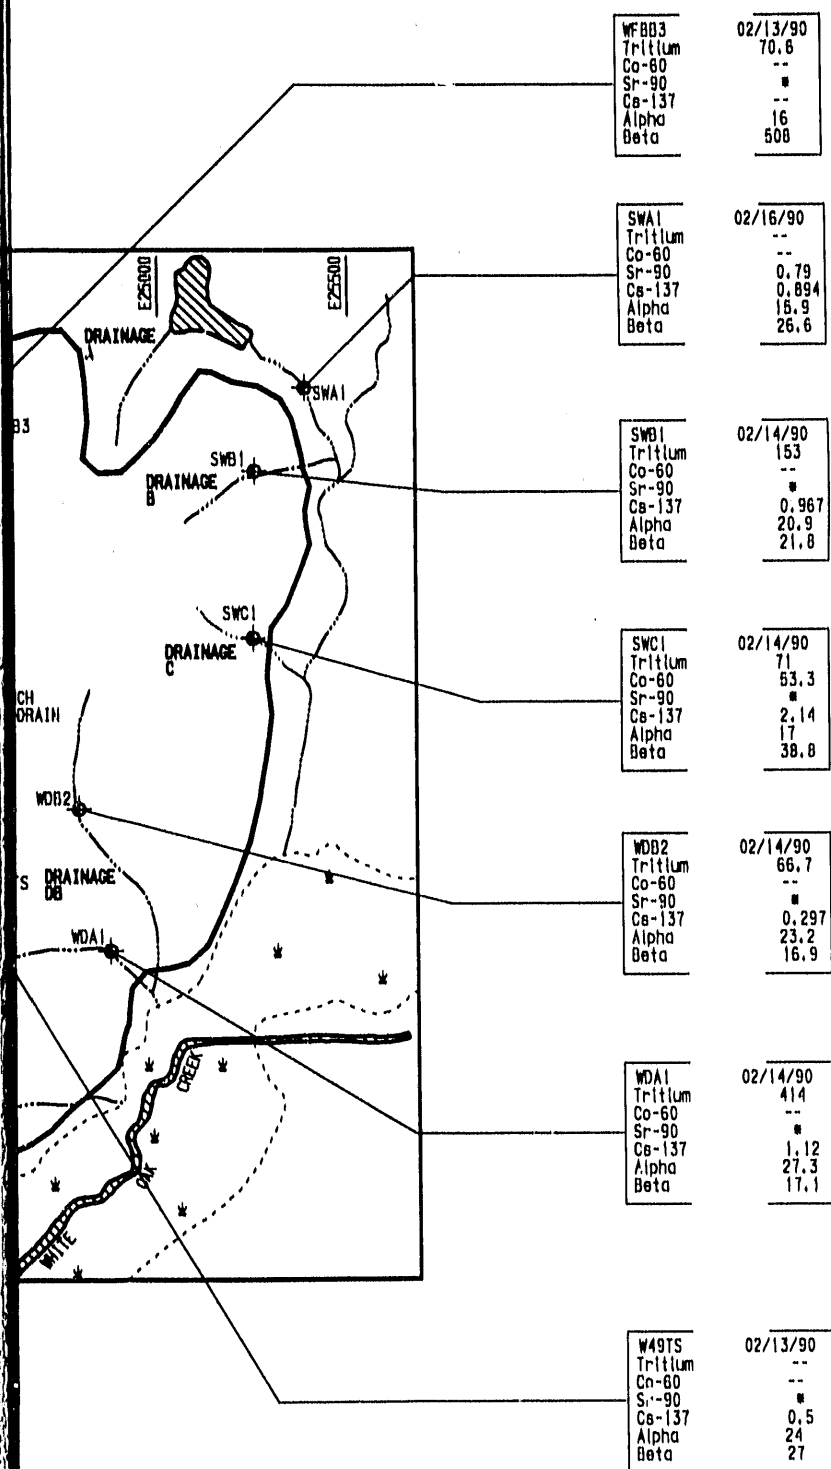 WFBB3 02/13/90
Tritium 70.6
Co-60 --
Sr-90 *
Cs-137 --
Alpha 16
Beta 508
SWA1 02/16/90
Tritium --
Co-60 --
Sr-90 0.79
Cs-137 0.894
Alpha 15.9
Beta 26.6
E25000
E25500
DRAINAGE
SWA1
B3
SWB1
DRAINAGE
B
SWB1 02/14/90
Tritium 153
Co-60 --
Sr-90 *
Cs-137 0.967
Alpha 20.9
Beta 21.8
SWC1
DRAINAGE
C
SWC1 02/14/90
Tritium 71
Co-60 53.3
Sr-90 *
Cs-137 2.14
Alpha 17
Beta 38.8
CH
DRAIN
WDB2
S DRAINAGE
DB
WDB2 02/14/90
Tritium 66.7
Co-60 --
Sr-90 *
Cs-137 0.297
Alpha 23.2
Beta 16.9
WDA1
WDA1 02/14/90
Tritium 414
Co-60 --
Sr-90 *
Cs-137 1.12
Alpha 27.3
Beta 17.1
WHITE
OAK
CREEK
W49TS 02/13/90
Tritium --
Co-60 --
Sr-90 *
Cs-137 0.5
Alpha 24
Beta 27